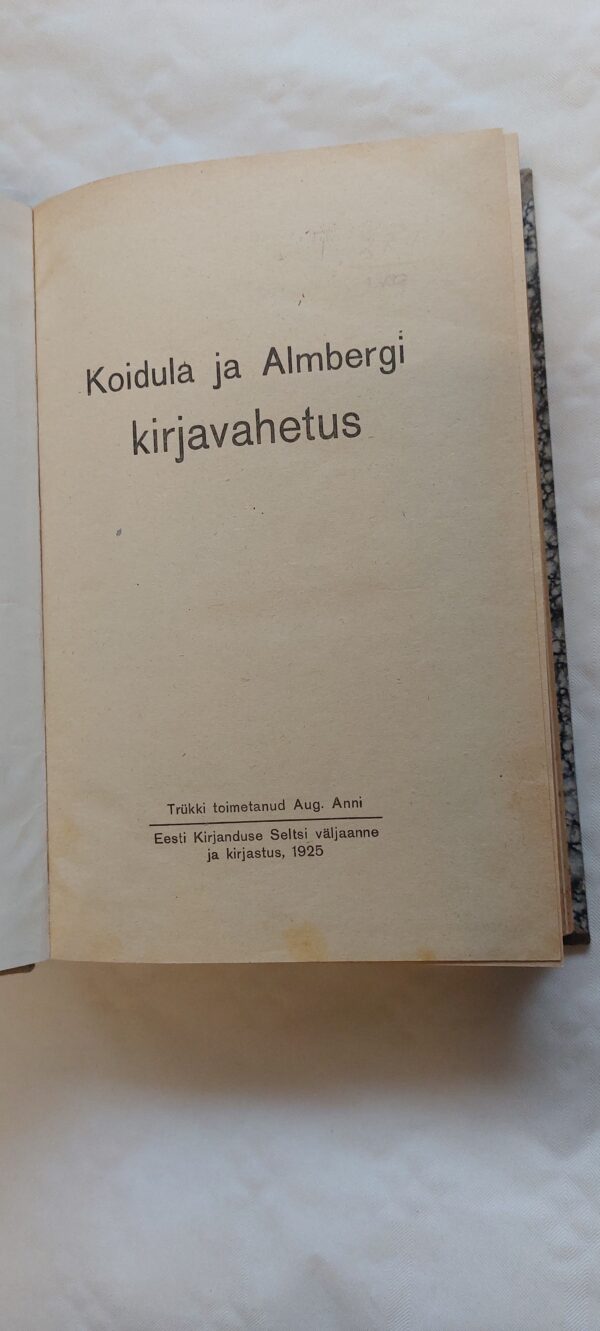 Koidula ja Almbergi
kirjavahetus
Trükki toimetanud Aug. Anni
Eesti Kirjanduse Seltsi väljaanne
ja kirjastus, 1925